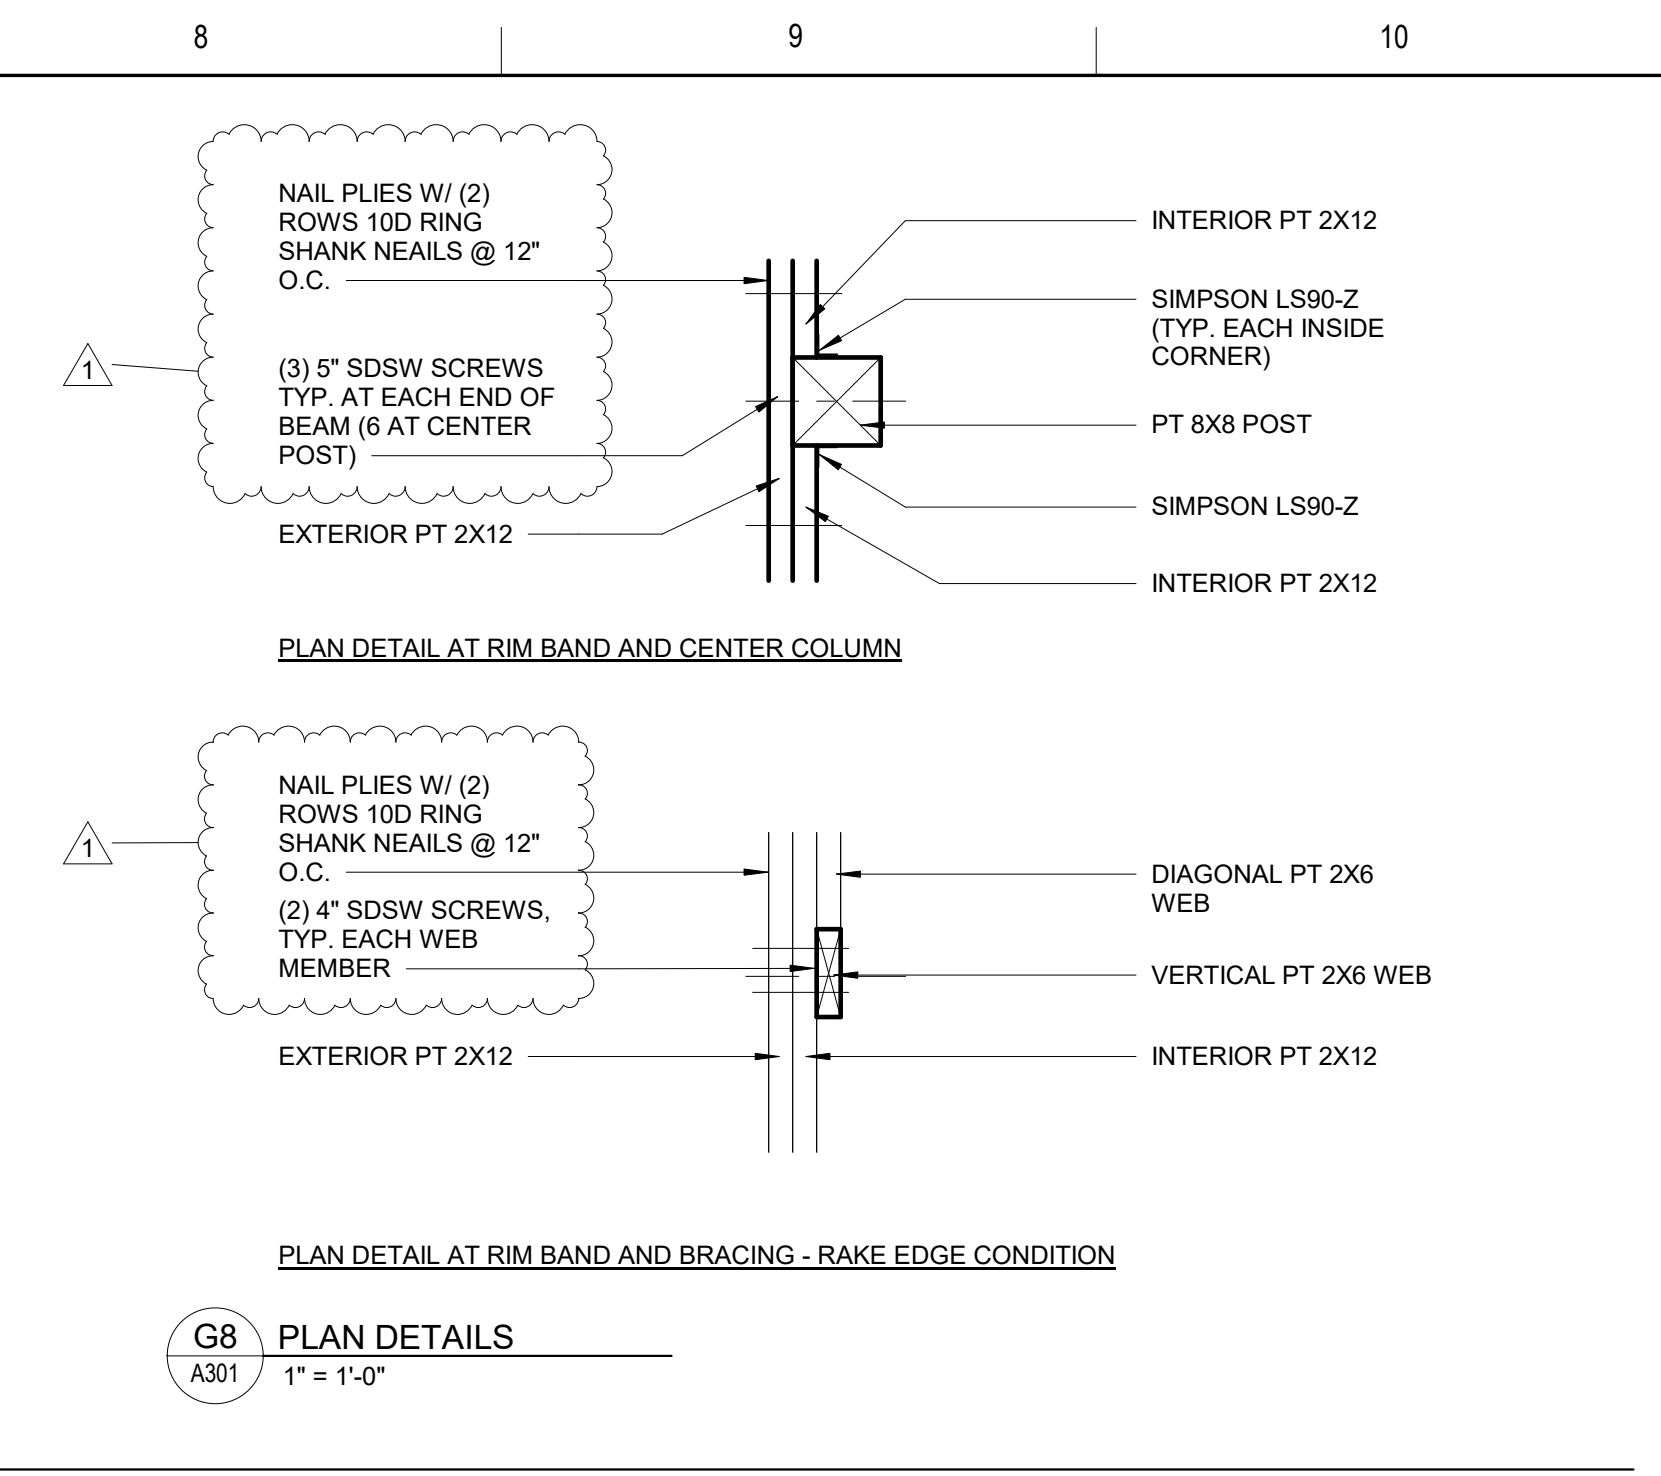 8
9
10
NAIL PLIES W/ (2)
ROWS 10D RING
SHANK NEAILS @ 12"
O.C.
1
(3) 5" SDSW SCREWS
TYP. AT EACH END OF
BEAM (6 AT CENTER
POST)
EXTERIOR PT 2X12
INTERIOR PT 2X12
SIMPSON LS90-Z
(TYP. EACH INSIDE
CORNER)
PT 8X8 POST
SIMPSON LS90-Z
INTERIOR PT 2X12
PLAN DETAIL AT RIM BAND AND CENTER COLUMN
NAIL PLIES W/ (2)
ROWS 10D RING
SHANK NEAILS @ 12"
O.C.
1
(2) 4" SDSW SCREWS,
TYP. EACH WEB
MEMBER
EXTERIOR PT 2X12
DIAGONAL PT 2X6
WEB
VERTICAL PT 2X6 WEB
INTERIOR PT 2X12
PLAN DETAIL AT RIM BAND AND BRACING - RAKE EDGE CONDITION
G8
A301
PLAN DETAILS
1" = 1'-0"